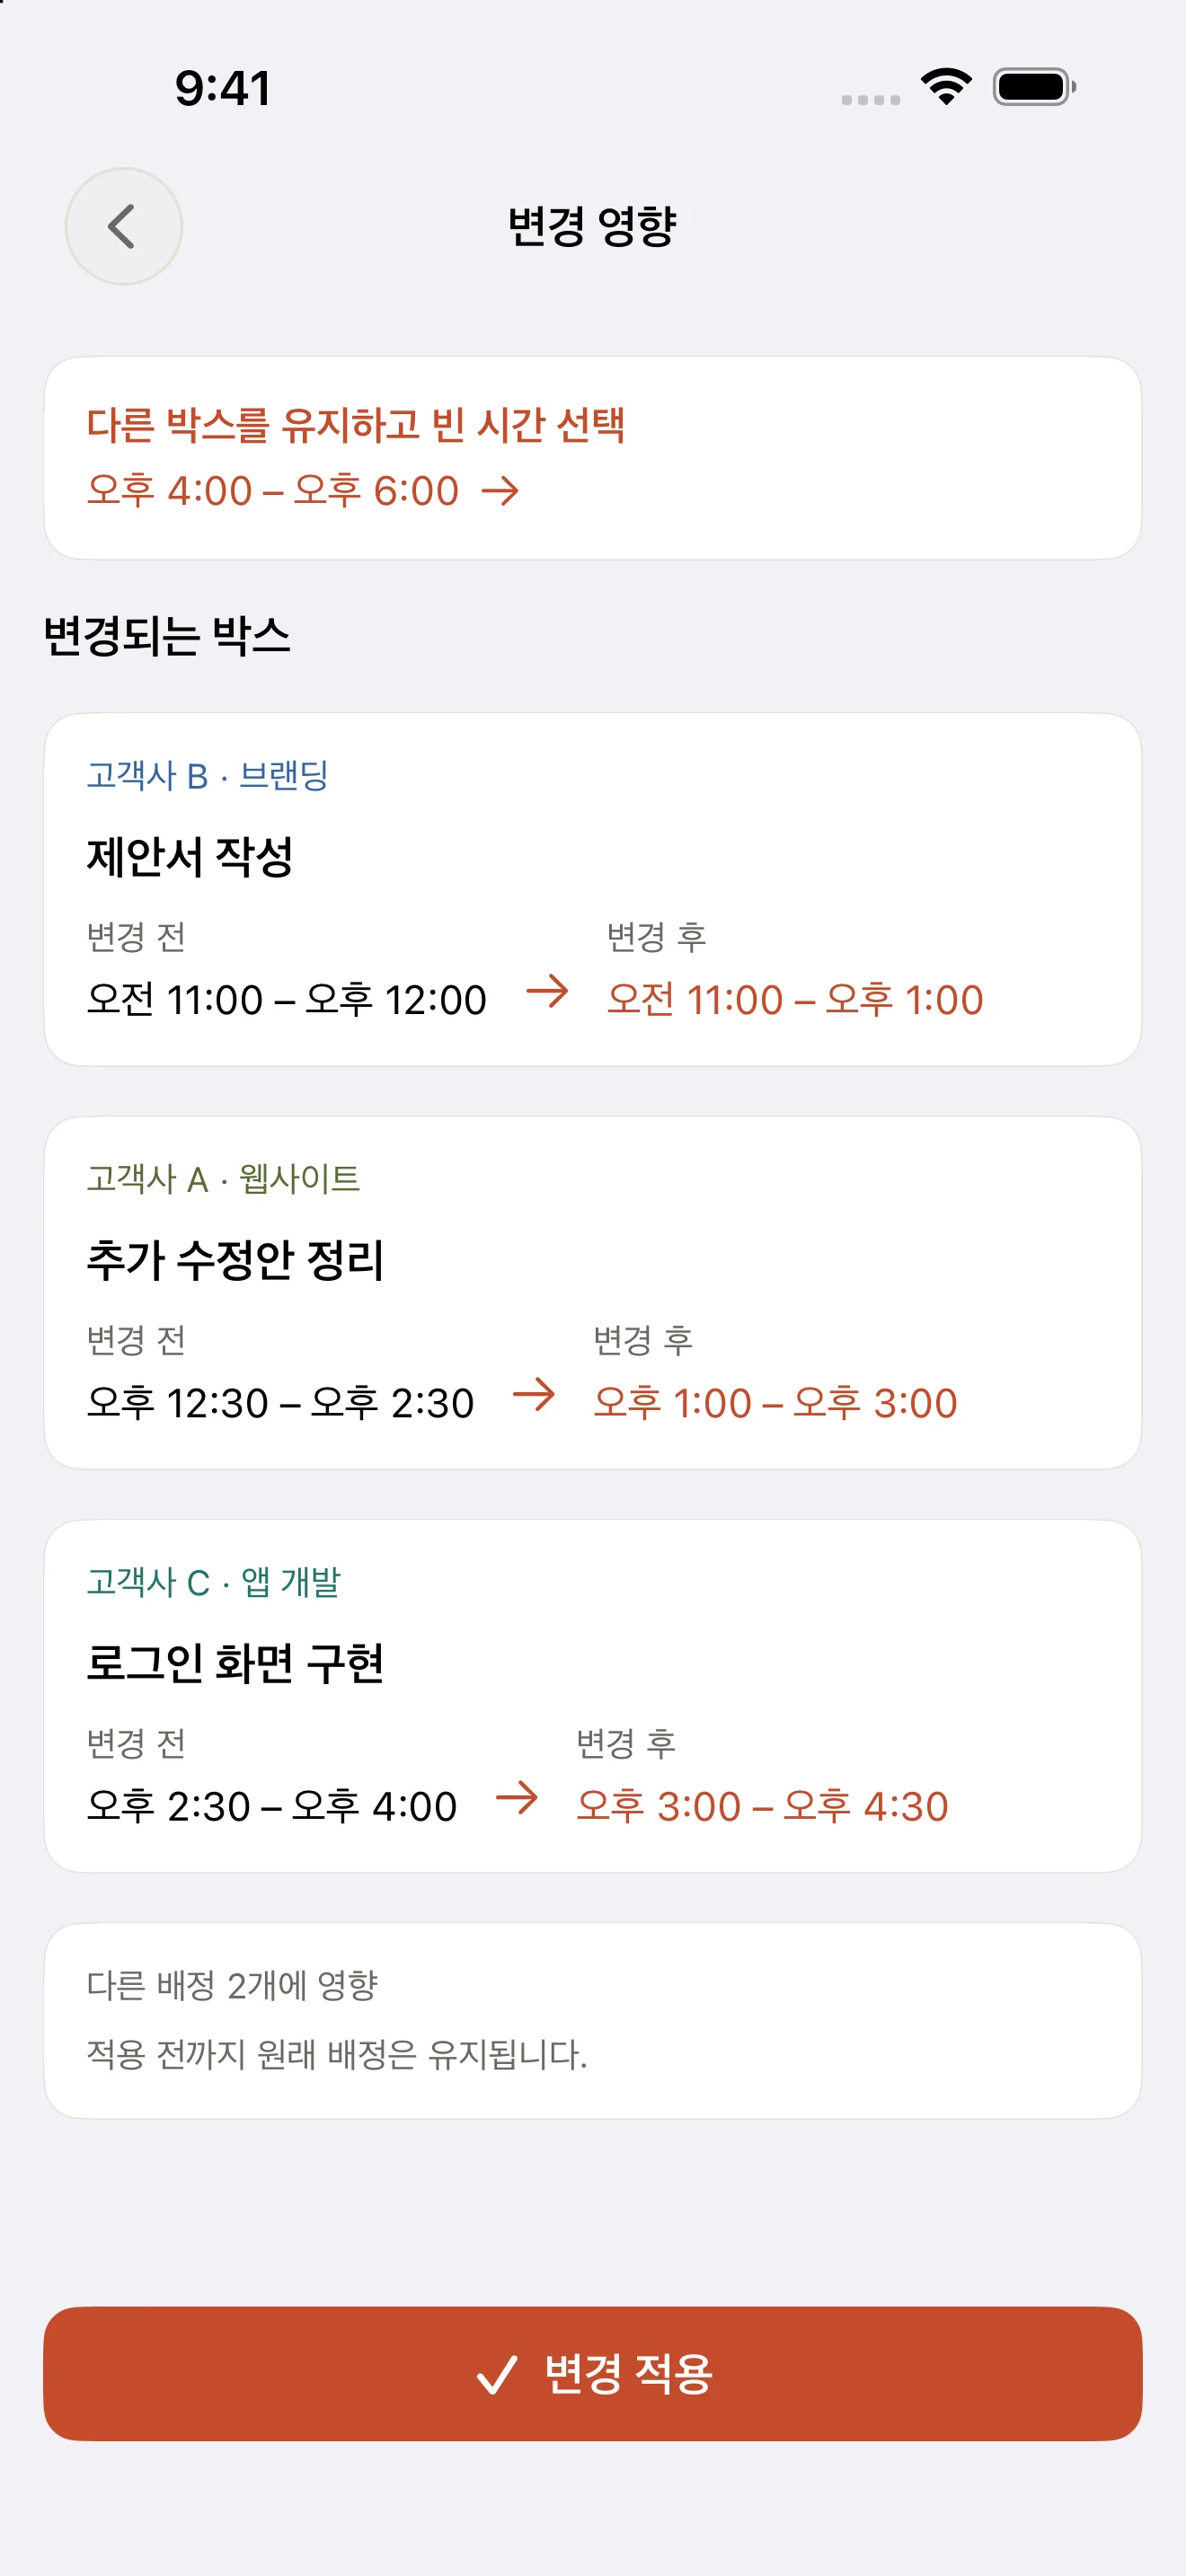 9:41
변경 영향
다른 박스를 유지하고 빈 시간 선택
오후 4:00 – 오후 6:00 →
변경되는 박스
고객사 B · 브랜딩
제안서 작성
변경 전
변경 후
오전 11:00 – 오후 12:00 → 오전 11:00 – 오후 1:00
고객사 A · 웹사이트
추가 수정안 정리
변경 전
변경 후
오후 12:30 – 오후 2:30 → 오후 1:00 – 오후 3:00
고객사 C · 앱 개발
로그인 화면 구현
변경 전
변경 후
오후 2:30 – 오후 4:00 → 오후 3:00 – 오후 4:30
다른 배정 2개에 영향
적용 전까지 원래 배정은 유지됩니다.
✓ 변경 적용